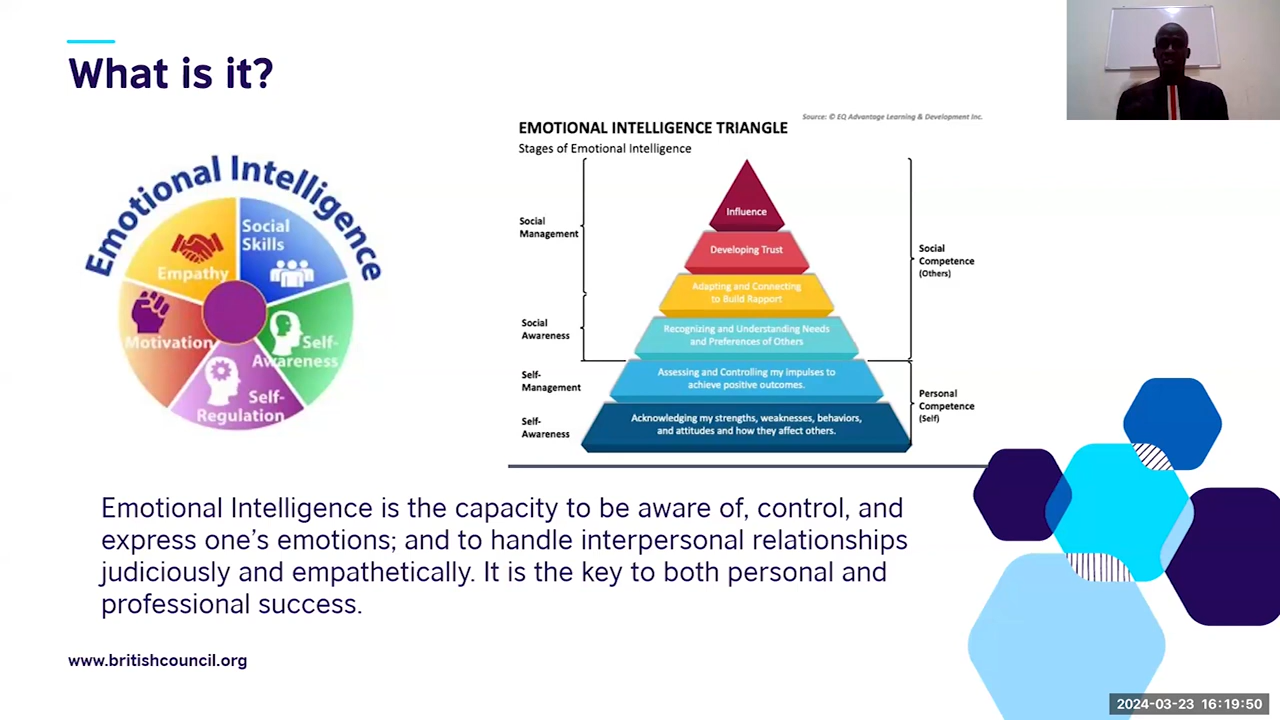 What is it?
Emotional Intelligence
Empathy
Social
Skills
Motivation
Self-
Awareness
Self-
Regulation
Source: © EQ Advantage Learning & Development Inc.
EMOTIONAL INTELLIGENCE TRIANGLE
Stages of Emotional Intelligence
Social
Management
Social
Awareness
Self-
Management
Self-
Awareness
Influence
Developing Trust
Adapting and Connecting
to Build Rapport
Recognizing and Understanding Needs
and Preferences of Others
Assessing and Controlling my impulses to
achieve positive outcomes.
Acknowledging my strengths, weaknesses, behaviors,
and attitudes and how they affect others.
Social
Competence
(Others)
Personal
Competence
(Self)
Emotional Intelligence is the capacity to be aware of, control, and
express one’s emotions; and to handle interpersonal relationships
judiciously and empathetically. It is the key to both personal and
professional success.
www.britishcouncil.org
2024-03-23 16:19:50